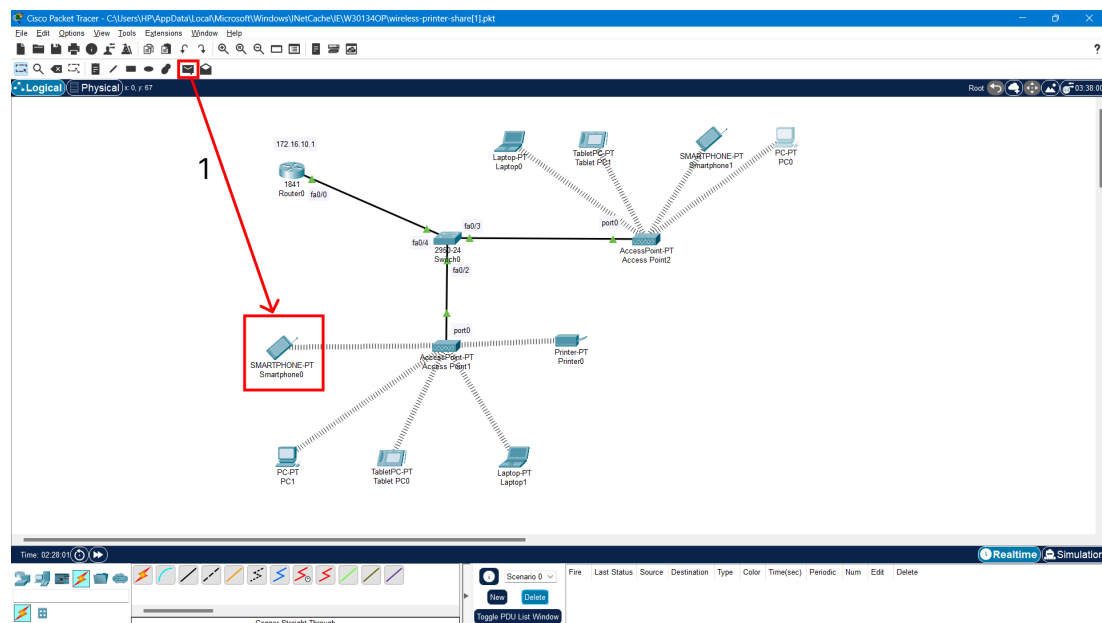 Cisco Packet Tracer - C:\Users\HP\AppData\Local\Microsoft\Windows\INetCache\IE\W30134OP\wireless-printer-share[1].pkt
File Edit Options View Tools Extensions Window Help
?
Logical Physical x: 0, y: 67 Root 03:38:00
1
172.16.10.1
1841
Router0
fa0/0
Laptop-PT
Laptop0
TabletPC-PT
Tablet PC1
SMARTPHONE-PT
Smartphone1
PC-PT
PC0
fa0/3
fa0/4
2950-24
Switch0
fa0/2
port0
AccessPoint-PT
Access Point2
port0
AccessPoint-PT
Access Point1
SMARTPHONE-PT
Smartphone0
Printer-PT
Printer0
PC-PT
PC1
TabletPC-PT
Tablet PC0
Laptop-PT
Laptop1
Time: 02:28:01 Realtime Simulation
Scenario 0
New Delete
Toggle PDU List Window
Fire Last Status Source Destination Type Color Time(sec) Periodic Num Edit Delete
Copper Straight-Through